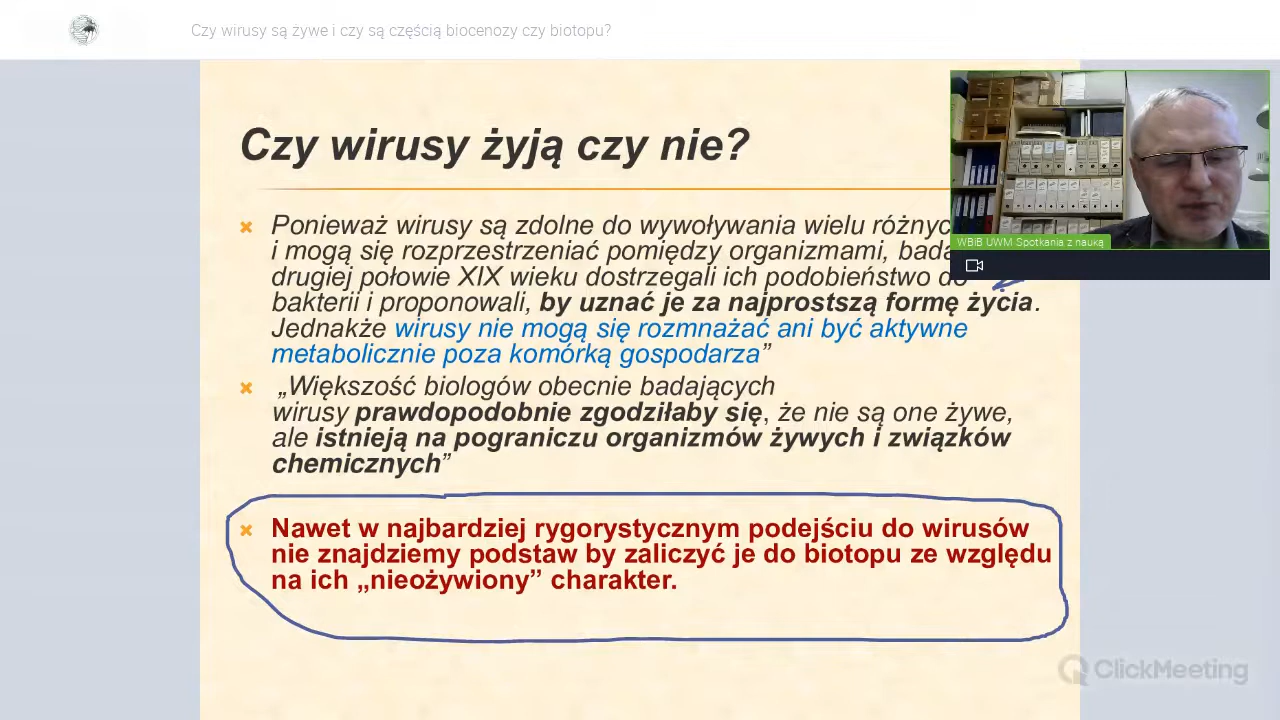 Czy wirusy są żywe i czy są częścią biocenozy czy biotopu?
Czy wirusy żyją czy nie?
Ponieważ wirusy są zdolne do wywoływania wielu
i mogą się rozprzestrzeniać pomiędzy organizmami,
drugiej połowie XIX wieku dostrzegali ich podobieństwo do
bakterii i proponowali, by uznać je za najprostszą formę życia.
Jednakże wirusy nie mogą się rozmnażać ani być aktywne
metabolicznie poza komórką gospodarza”
„Większość biologów obecnie badających
wirusy prawdopodobnie zgodziłaby się, że nie są one żywe,
ale istnieją na pograniczu organizmów żywych i związków
chemicznych”
Nawet w najbardziej rygorystycznym podejściu do wirusów
nie znajdziemy podstaw by zaliczyć je do biotopu ze względu
na ich „nieożywiony” charakter.
WBiB UWM Spotkania z nauką
ClickMeeting